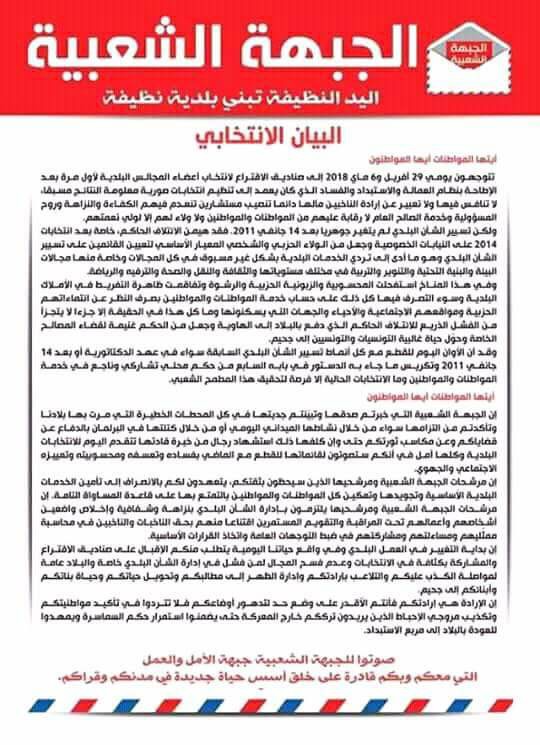 الجبهة الشعبية
الجبهة
الشعبية
اليد النظيفة تبني بلدية نظيفة
البيان الانتخابي
أيتها المواطنات أيها المواطنون
تتوجهون يومي 29 أفريل و6 ماي 2018 إلى صناديق الاقتراع لانتخاب أعضاء المجالس البلدية لأول مرة بعد
الإطاحة بنظام العمالة والاستبداد والفساد الذي كان يعمد إلى تنظيم انتخابات صورية معلومة النتائج مسبقا،
لا تنافس فيها ولا تعبير عن إرادة الناخبين مآلها دائما تنصيب مستشارين تنعدم فيهم الكفاءة والنزاهة وروح
المسؤولية وخدمة الصالح العام لا رقابة عليهم من المواطنات والمواطنين ولا ولاء لهم إلا لولي نعمتهم.
ولكن تسيير الشأن البلدي لم يتغير جوهريا بعد 14 جانفي 2011. فقد هيمن الائتلاف الحاكم، خاصة بعد انتخابات
2014 على النيابات الخصوصية وجعل من الولاء الحزبي والشخصي المعيار الأساسي لتعيين القائمين على تسيير
الشأن البلدي وهو ما أدى إلى تردي الخدمات البلدية بشكل غير مسبوق في كل المجالات وخاصة منها مجالات
البيئة والبنية التحتية والتنوير والتربية في مختلف مستوياتها والثقافة والنقل والصحة والترفيه والرياضة.
وفي هذا المناخ استفحلت المحسوبية والزبونية الحزبية والرشوة وتفاقمت ظاهرة التفريط في الأملاك
البلدية وسوء التصرف فيها كل ذلك على حساب خدمة المواطنات والمواطنين بصرف النظر عن انتماءاتهم
الحزبية ومواقعهم الاجتماعية والأحياء والجهات التي يسكنونها وما كل هذا في الحقيقة إلا جزءا لا يتجزأ
من الفشل الذريع للائتلاف الحاكم الذي دفع بالبلاد إلى الهاوية وجعل من الحكم غنيمة لقضاء المصالح
الخاصة وحول حياة غالبية التونسيات والتونسيين إلى جحيم.
وقد آن الأوان اليوم للقطع مع كل أنماط تسيير الشأن البلدي السابقة سواء في عهد الدكتاتورية أو بعد 14
جانفي 2011 وتكريس ما جاء به الدستور في بابه السابع من حكم محلي تشاركي وناجع في خدمة
المواطنات والمواطنين وما الانتخابات الحالية إلا فرصة لتحقيق هذا المطمح الشعبي.
أيتها المواطنات أيها المواطنون
إن الجبهة الشعبية التي خبرتم صدقها وتبينتم جديتها في كل المحطات الخطيرة التي مرت بها بلادنا
وتأكدتم من التزامها سواء من خلال نشاطها الميداني اليومي أو من خلال كتلتها في البرلمان بالدفاع عن
قضاياكم وعن مكاسب ثورتكم حتى وإن كلفها ذلك استشهاد رجال من خيرة قادتها تتقدم اليوم للانتخابات
البلدية وكلها أمل في أنكم ستصوتون لقائماتها للقطع مع الماضي بفساده وتعسفه ومحسوبيته وتمييزه
الاجتماعي والجهوي.
إن مرشحات الجبهة الشعبية ومرشحيها الذين سيحظون بثقتكم، يتعهدون لكم بالانصراف إلى تأمين الخدمات
البلدية الأساسية وتجويدها وتمكين كل المواطنات والمواطنين بالتمتع بها على قاعدة المساواة التامة. إن
مرشحات الجبهة الشعبية ومرشحيها يلتزمون بإدارة الشأن البلدي بنزاهة وشفافية وإخلاص واضعين
أشخاصهم وأعمالهم تحت المراقبة والتقويم المستمرين اقتناعا منهم بحق الناخبات والناخبين في محاسبة
ممثليهم ومساءلتهم ومشاركتهم في ضبط التوجهات العامة واتخاذ القرارات الأساسية.
إن بداية التغيير في العمل البلدي وفي واقع حياتنا اليومية يتطلب منكم الإقبال على صناديق الاقتراع
والمشاركة بكثافة في الانتخابات وعدم فسح المجال لمن فشل في إدارة الشأن البلدي خاصة والبلاد عامة
لمواصلة الكذب عليكم والتلاعب بإرادتكم وإدارة الظهر إلى مطالبكم وتحويل حياتكم وحياة بناتكم
وأبنائكم إلى جحيم.
إن الإرادة هي إرادتكم فأنتم الأقدر على وضع حد لتدهور أوضاعكم فلا تترددوا في تأكيد مواطنيتكم
وتكذيب مروجي الإحباط الذين يريدون ترككم خارج المعركة حتى يضمنوا استمرار حكم السماسرة ويمهدوا
للعودة بالبلاد إلى مربع الاستبداد.
صوتوا للجبهة الشعبية جبهة الأمل والعمل
التي معكم وبكم قادرة على خلق أسس حياة جديدة في مدنكم وقراكم.